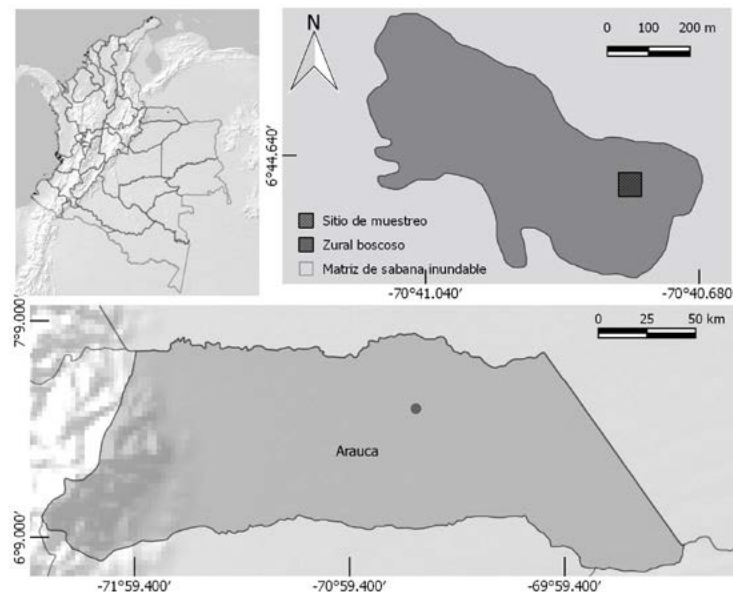 N
0 100 200 m
6°44.640'
Sitio de muestreo
Zural boscoso
Matriz de sabana inundable
-70°41.040' -70°40.680'
7°9.000'
0 25 50 km
Arauca
6°9.000'
-71°59.400' -70°59.400' -69°59.400'